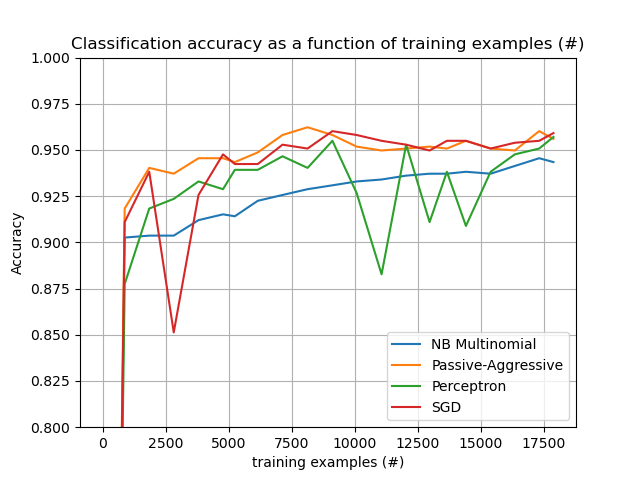 Classification accuracy as a function of training examples (#)
1.000
0.975
0.950
0.925
0.900
0.875
0.850
0.825
0.800
Accuracy
NB Multinomial
Passive-Aggressive
Perceptron
SGD
0 2500 5000 7500 10000 12500 15000 17500
training examples (#)